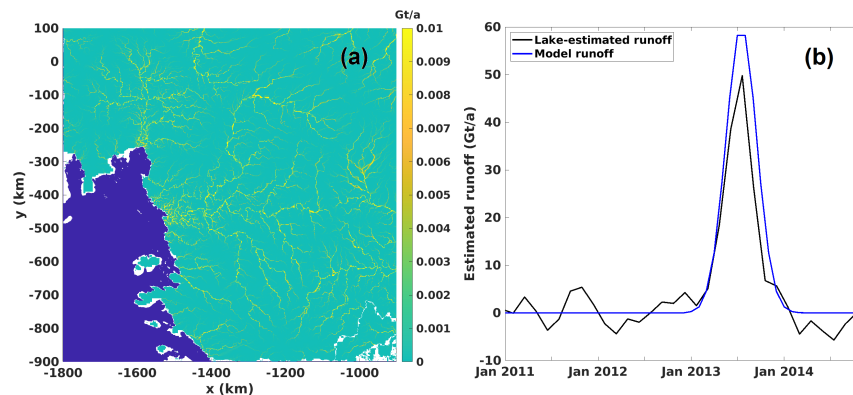 Gt/a
(a)
100
0
-100
-200
-300
-400
-500
-600
-700
-800
-900
y (km)
-1800
-1600
-1400
-1200
-1000
x (km)
0.01
0.009
0.008
0.007
0.006
0.005
0.004
0.003
0.002
0.001
0
(b)
Lake-estimated runoff
Model runoff
60
50
40
30
20
10
0
-10
Estimated runoff (Gt/a)
Jan 2011
Jan 2012
Jan 2013
Jan 2014